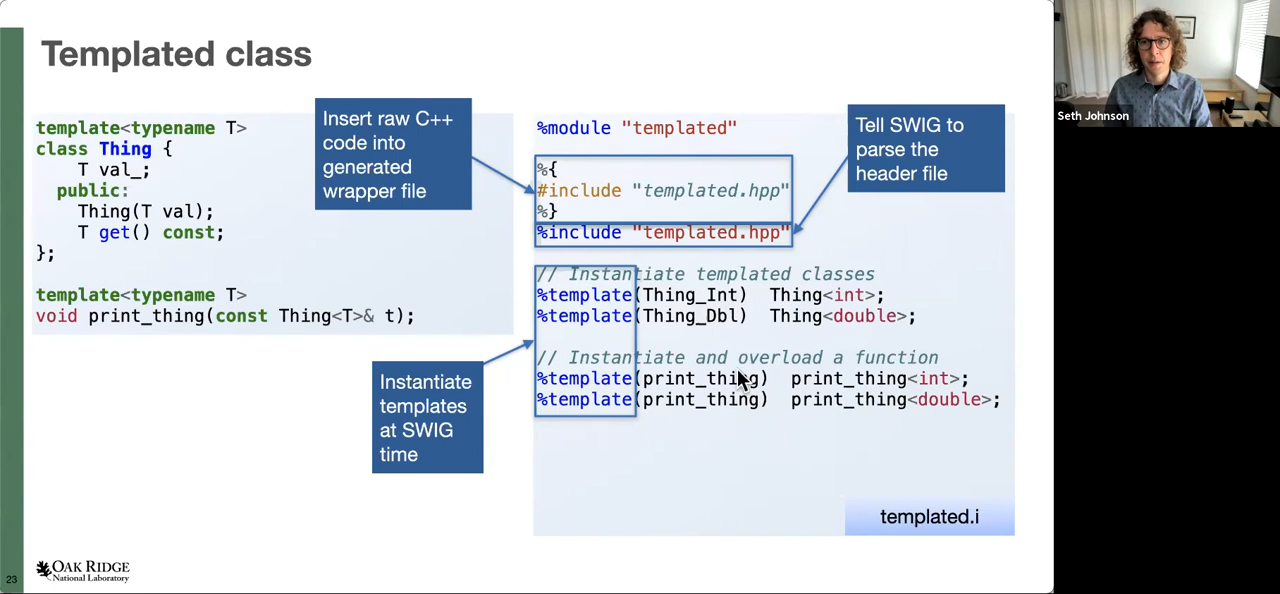 Templated class
template<typename T>
class Thing {
T val_;
public:
Thing(T val);
T get() const;
};
template<typename T>
void print_thing(const Thing<T>& t);
Insert raw C++
code into
generated
wrapper file
%module "templated"
%{
#include "templated.hpp"
%}
%include "templated.hpp"
Tell SWIG to
parse the
header file
// Instantiate templated classes
%template(Thing_Int) Thing<int>;
%template(Thing_Dbl) Thing<double>;
// Instantiate and overload a function
%template(print_thing) print_thing<int>;
%template(print_thing) print_thing<double>;
Instantiate
templates
at SWIG
time
templated.i
23
OAK RIDGE
National Laboratory
Seth Johnson